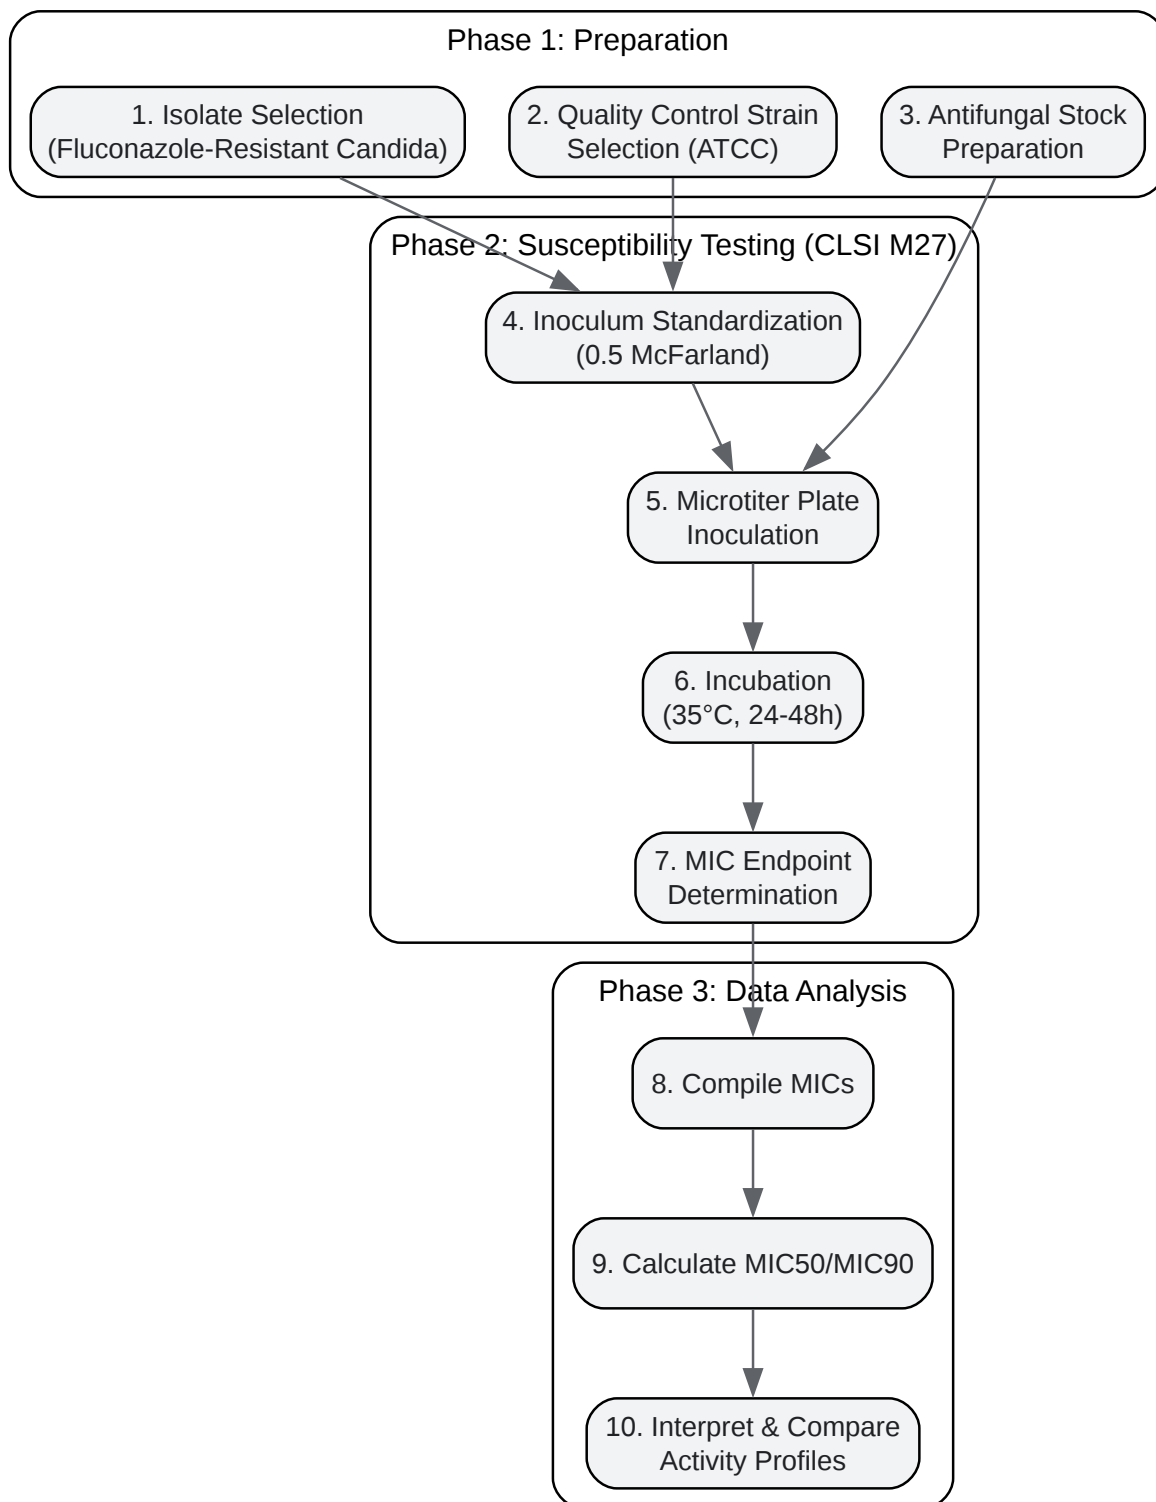 Phase 1: Preparation
1. Isolate Selection
(Fluconazole-Resistant Candida)
2. Quality Control Strain
Selection (ATCC)
3. Antifungal Stock
Preparation
Phase 2: Susceptibility Testing (CLSI M27)
4. Inoculum Standardization
(0.5 McFarland)
5. Microtiter Plate
Inoculation
6. Incubation
(35°C, 24-48h)
7. MIC Endpoint
Determination
Phase 3: Data Analysis
8. Compile MICs
9. Calculate MIC50/MIC90
10. Interpret & Compare
Activity Profiles